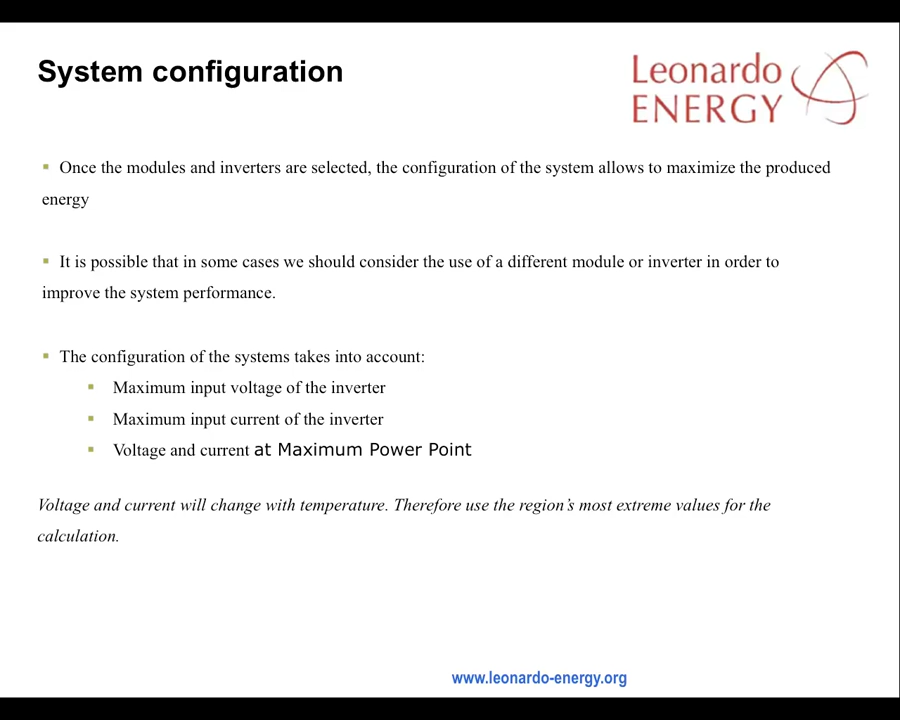 System configuration
Leonardo
ENERGY
▪ Once the modules and inverters are selected, the configuration of the system allows to maximize the produced
energy
▪ It is possible that in some cases we should consider the use of a different module or inverter in order to
improve the system performance.
▪ The configuration of the systems takes into account:
▪ Maximum input voltage of the inverter
▪ Maximum input current of the inverter
▪ Voltage and current at Maximum Power Point
Voltage and current will change with temperature. Therefore use the region’s most extreme values for the
calculation.
www.leonardo-energy.org